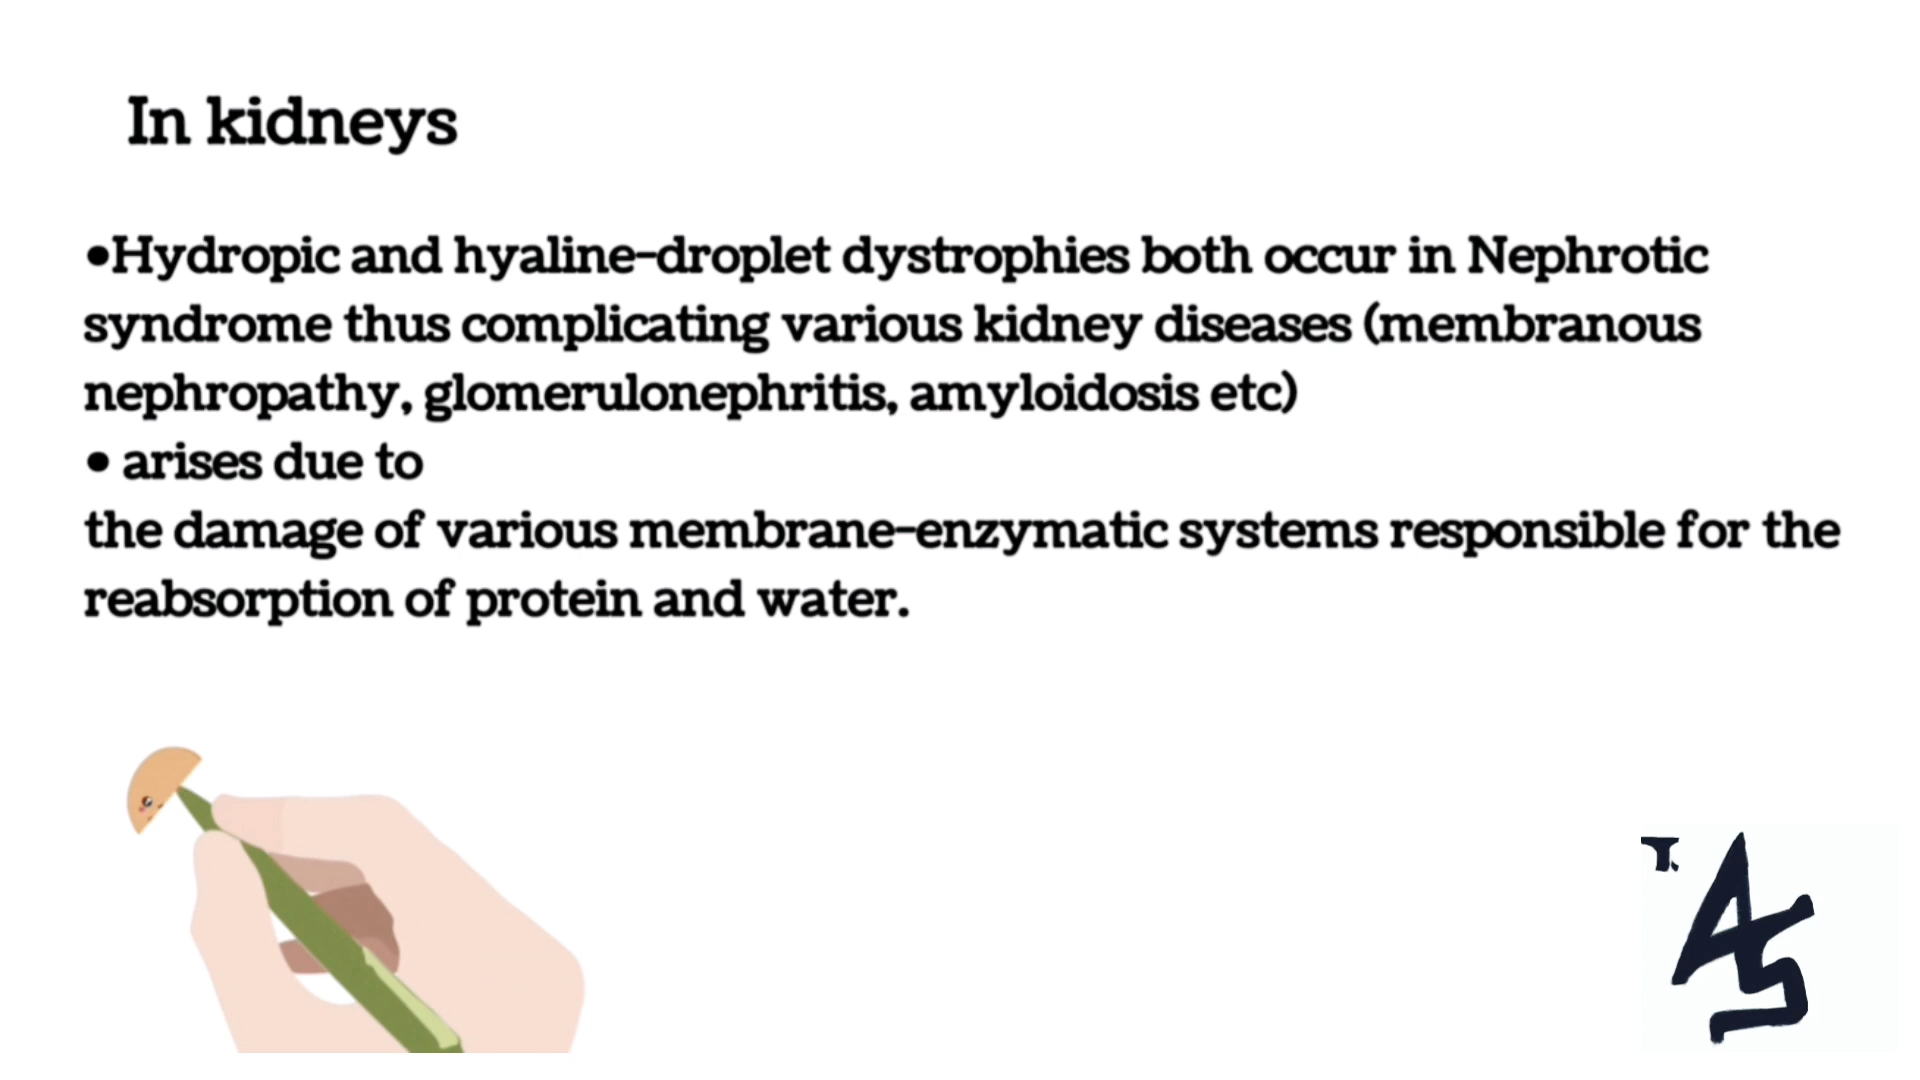 In kidneys
•Hydropic and hyaline-droplet dystrophies both occur in Nephrotic
syndrome thus complicating various kidney diseases (membranous
nephropathy, glomerulonephritis, amyloidosis etc)
• arises due to
the damage of various membrane-enzymatic systems responsible for the
reabsorption of protein and water.
T.
AS